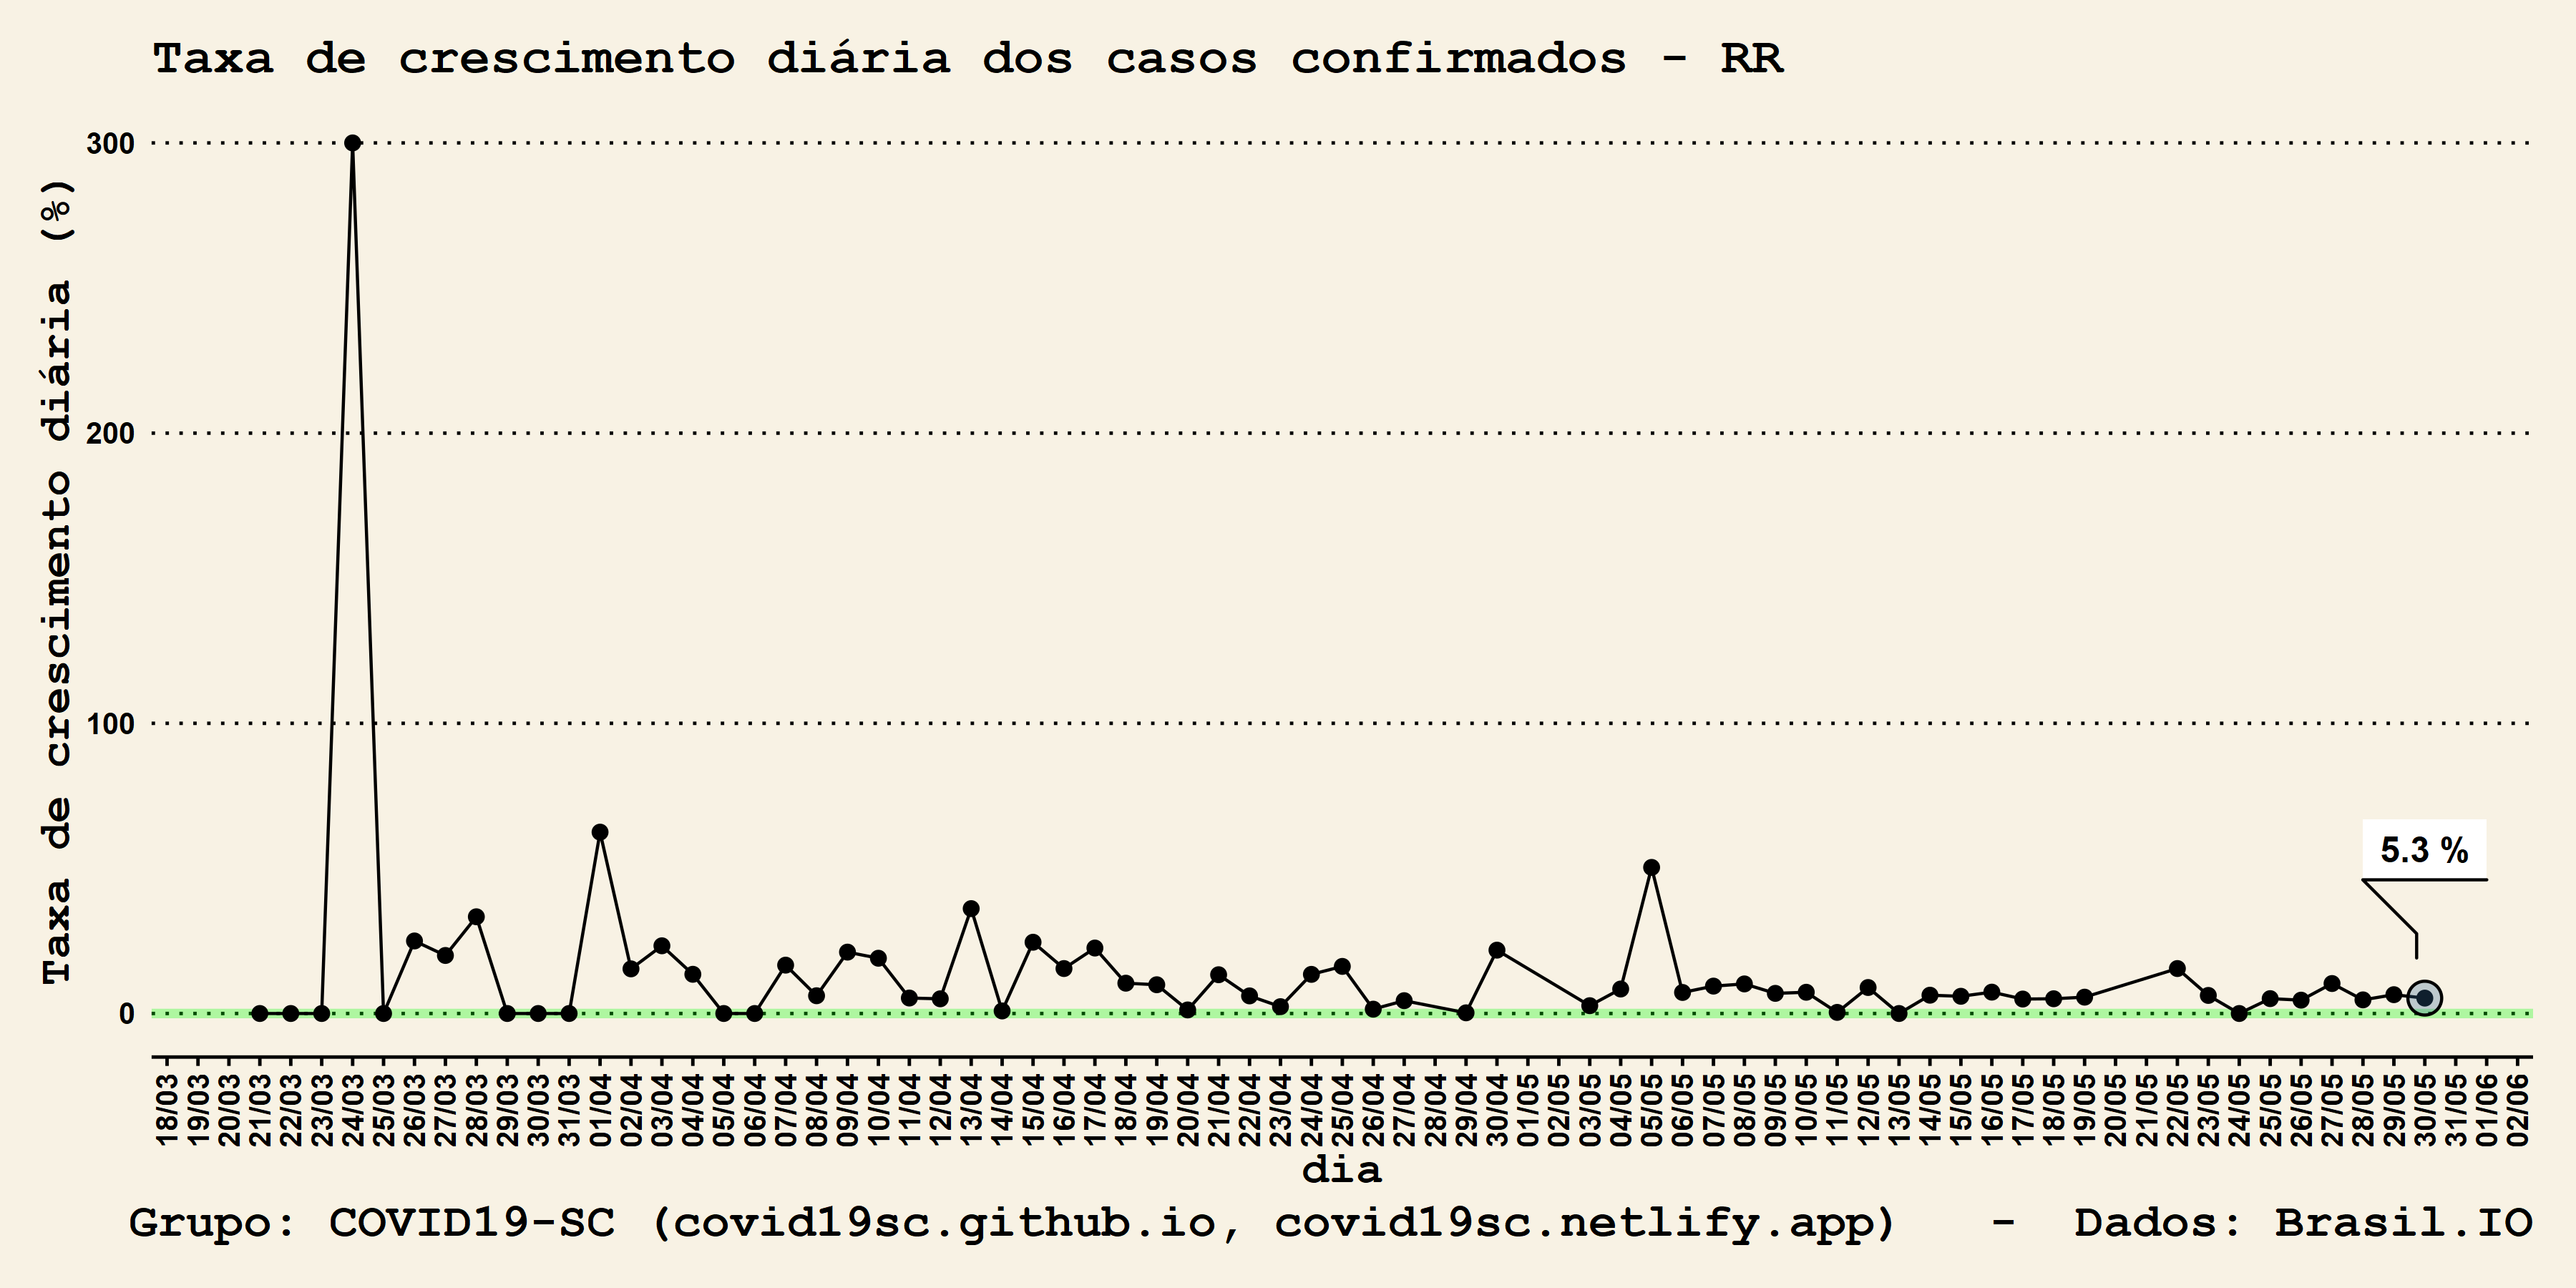 Taxa de crescimento diária dos casos confirmados - RR
Taxa de crescimento diária (%)
300
200
100
0
5.3 %
18/03 19/03 20/03 21/03 22/03 23/03 24/03 25/03 26/03 27/03 28/03 29/03 30/03 31/03 01/04 02/04 03/04 04/04 05/04 06/04 07/04 08/04 09/04 10/04 11/04 12/04 13/04 14/04 15/04 16/04 17/04 18/04 19/04 20/04 21/04 22/04 23/04 24/04 25/04 26/04 27/04 28/04 29/04 30/04 01/05 02/05 03/05 04/05 05/05 06/05 07/05 08/05 09/05 10/05 11/05 12/05 13/05 14/05 15/05 16/05 17/05 18/05 19/05 20/05 21/05 22/05 23/05 24/05 25/05 26/05 27/05 28/05 29/05 30/05 31/05 01/06 02/06
dia
Grupo: COVID19-SC (covid19sc.github.io, covid19sc.netlify.app) - Dados: Brasil.IO